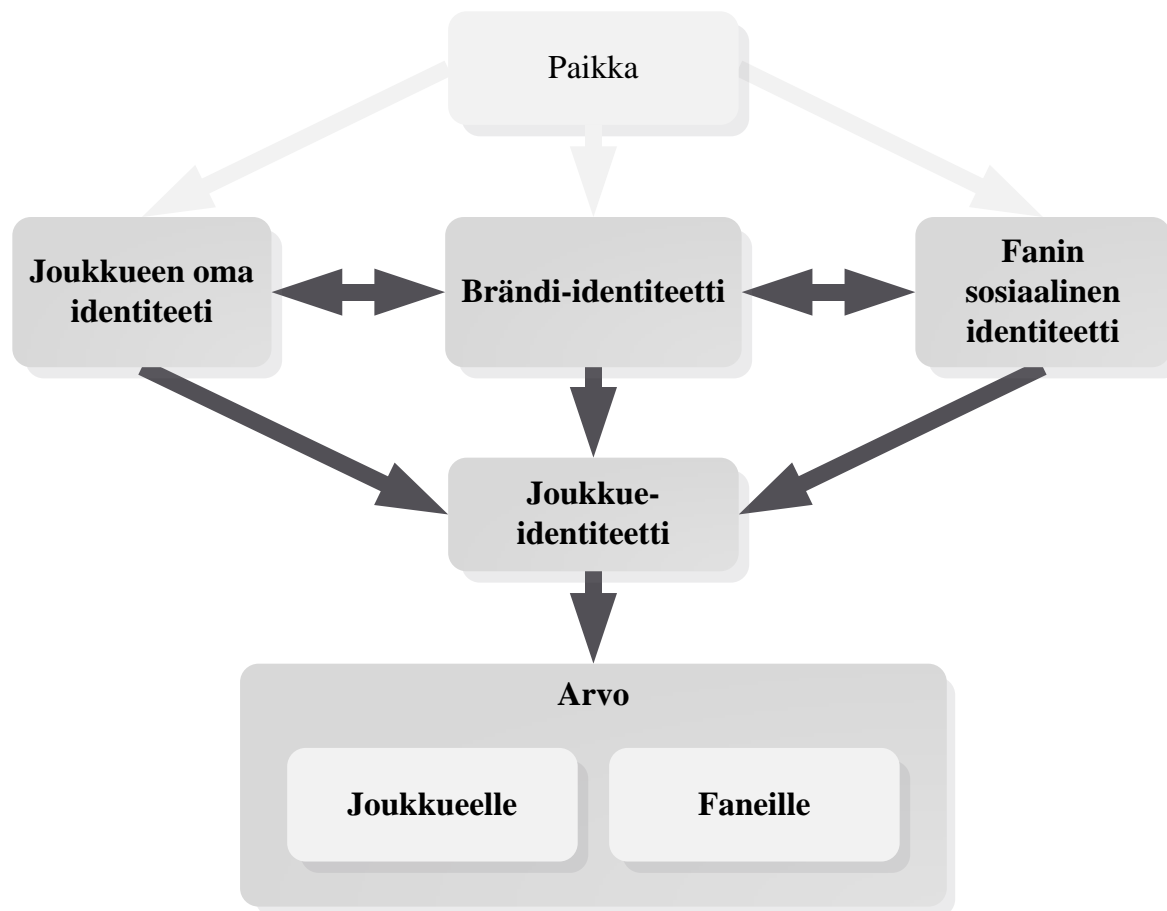 Paikka
Joukkueen oma
identiteeti
Brändi-identiteetti
Fanin
sosiaalinen
identiteetti
Joukkue-
identiteetti
Arvo
Joukkueelle
Faneille